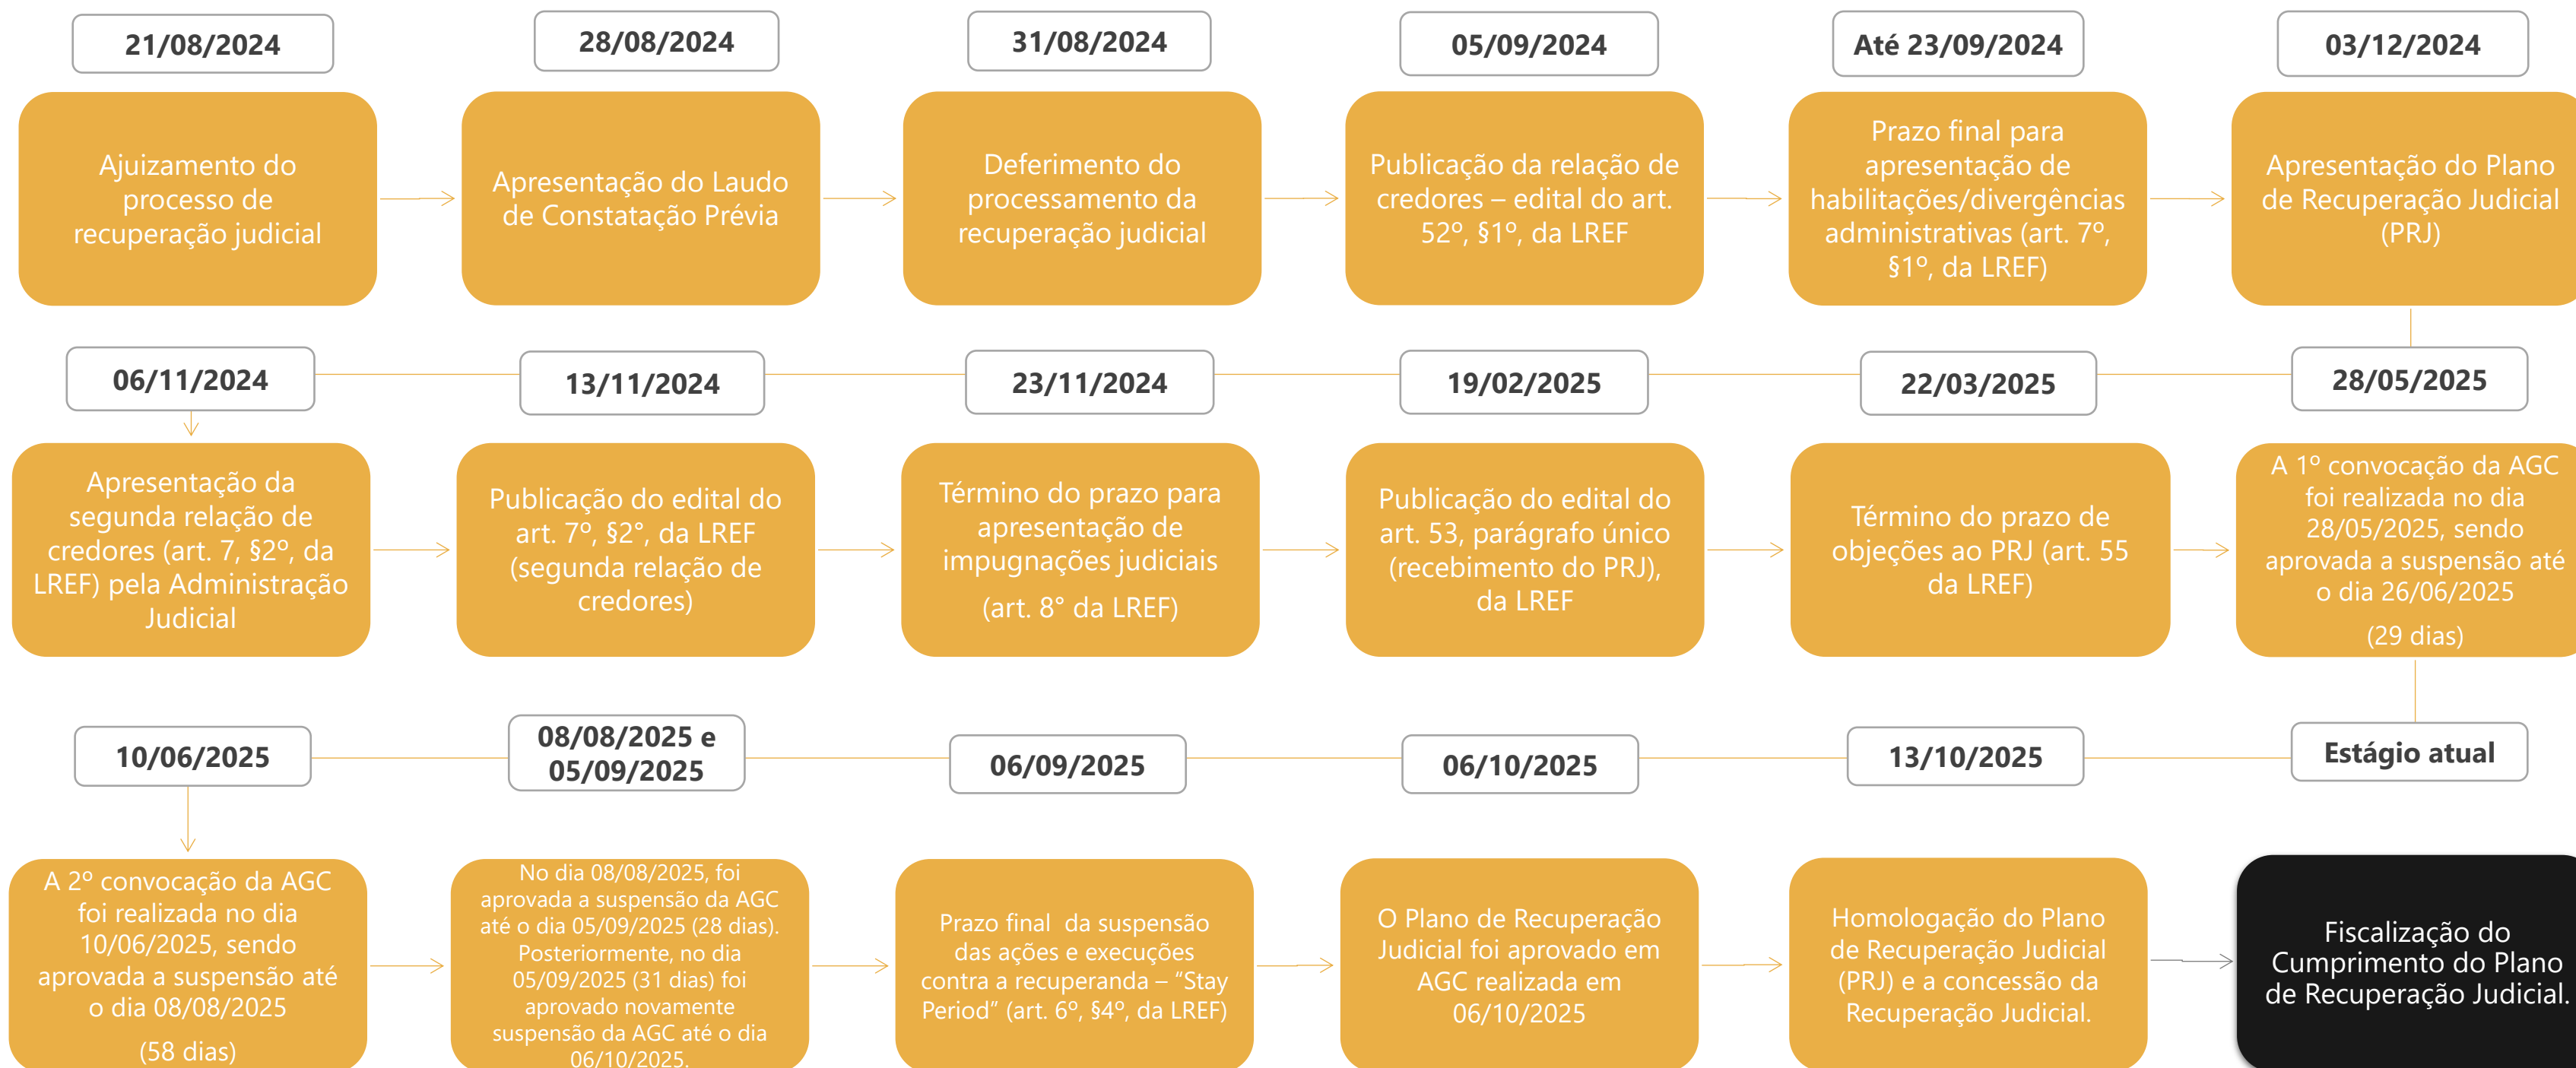 21/08/2024
Ajuizamento do
processo de
recuperação judicial
28/08/2024
Apresentação do Laudo
de Constatação Prévia
31/08/2024
Deferimento do
processamento da
recuperação judicial
05/09/2024
Publicação da relação de
credores – edital do art.
52º, §1º, da LREF
Até 23/09/2024
Prazo final para
apresentação de
habilitações/divergências
administrativas (art. 7º,
§1º, da LREF)
03/12/2024
Apresentação do Plano
de Recuperação Judicial
(PRJ)
06/11/2024
Apresentação da
segunda relação de
credores (art. 7, §2º, da
LREF) pela Administração
Judicial
13/11/2024
Publicação do edital do
art. 7º, §2°, da LREF
(segunda relação de
credores)
23/11/2024
Término do prazo para
apresentação de
impugnações judiciais
(art. 8° da LREF)
19/02/2025
Publicação do edital do
art. 53, parágrafo único
(recebimento do PRJ),
da LREF
22/03/2025
Término do prazo de
objeções ao PRJ (art. 55
da LREF)
28/05/2025
A 1º convocação da AGC
foi realizada no dia
28/05/2025, sendo
aprovada a suspensão até
o dia 26/06/2025
(29 dias)
10/06/2025
A 2º convocação da AGC
foi realizada no dia
10/06/2025, sendo
aprovada a suspensão até
o dia 08/08/2025
(58 dias)
08/08/2025 e
05/09/2025
No dia 08/08/2025, foi
aprovada a suspensão da AGC
até o dia 05/09/2025 (28 dias).
Posteriormente, no dia
05/09/2025 (31 dias) foi
aprovado novamente
suspensão da AGC até o dia
06/10/2025.
06/09/2025
Prazo final  da suspensão
das ações e execuções
contra a recuperanda – “Stay
Period” (art. 6º, §4º, da LREF)
06/10/2025
O Plano de Recuperação
Judicial foi aprovado em
AGC realizada em
06/10/2025
13/10/2025
Homologação do Plano
de Recuperação Judicial
(PRJ) e a concessão da
Recuperação Judicial.
Estágio atual
Fiscalização do
Cumprimento do Plano
de Recuperação Judicial.